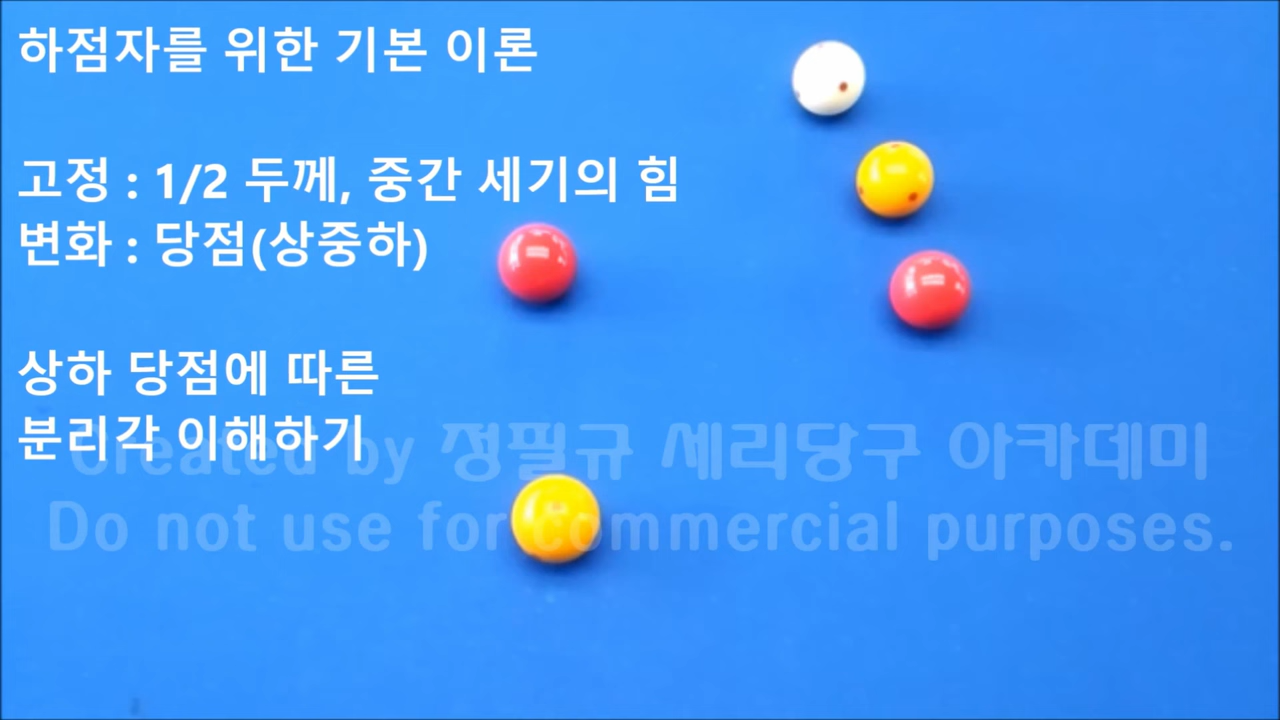 하점자를 위한 기본 이론
고정 : 1/2 두께, 중간 세기의 힘
변화 : 당점(상중하)
상하 당점에 따른
분리각 이해하기
Created by 정필규 세리당구 아카데미
Do not use for commercial purposes.